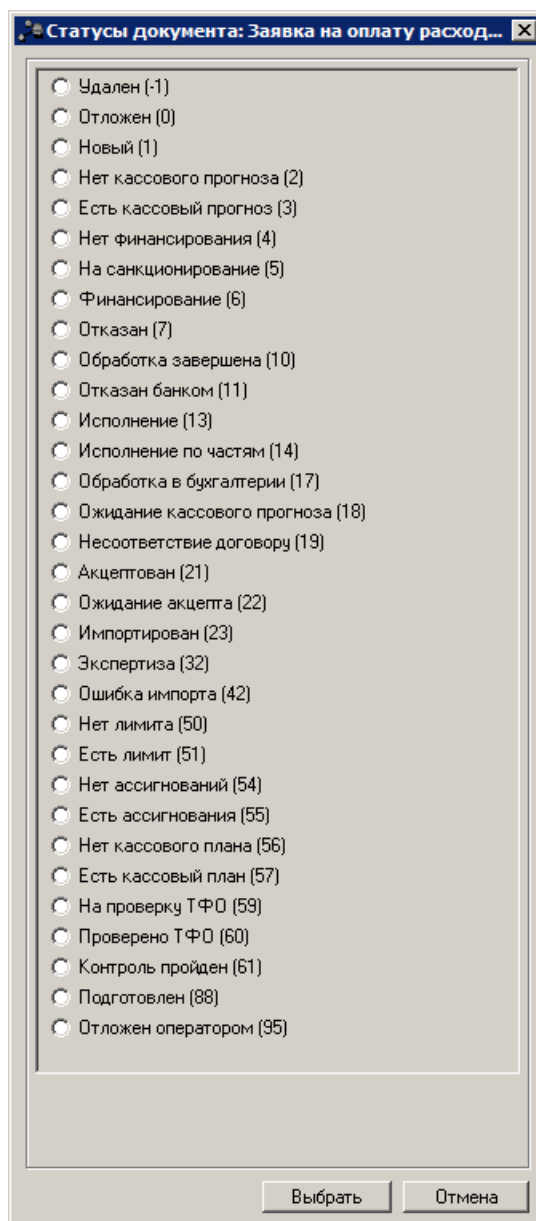 Статусы документа: Заявка на оплату расход...
Удален (-1)
Отложен (0)
Новый (1)
Нет кассового прогноза (2)
Есть кассовый прогноз (3)
Нет финансирования (4)
На санкционирование (5)
Финансирование (6)
Отказан (7)
Обработка завершена (10)
Отказан банком (11)
Исполнение (13)
Исполнение по частям (14)
Обработка в бухгалтерии (17)
Ожидание кассового прогноза (18)
Несоответствие договору (19)
Акцептован (21)
Ожидание акцепта (22)
Импортирован (23)
Экспертиза (32)
Ошибка импорта (42)
Нет лимита (50)
Есть лимит (51)
Нет ассигнований (54)
Есть ассигнования (55)
Нет кассового плана (56)
Есть кассовый план (57)
На проверку ТФО (59)
Проверено ТФО (60)
Контроль пройден (61)
Подготовлен (88)
Отложен оператором (95)
Выбрать Отмена